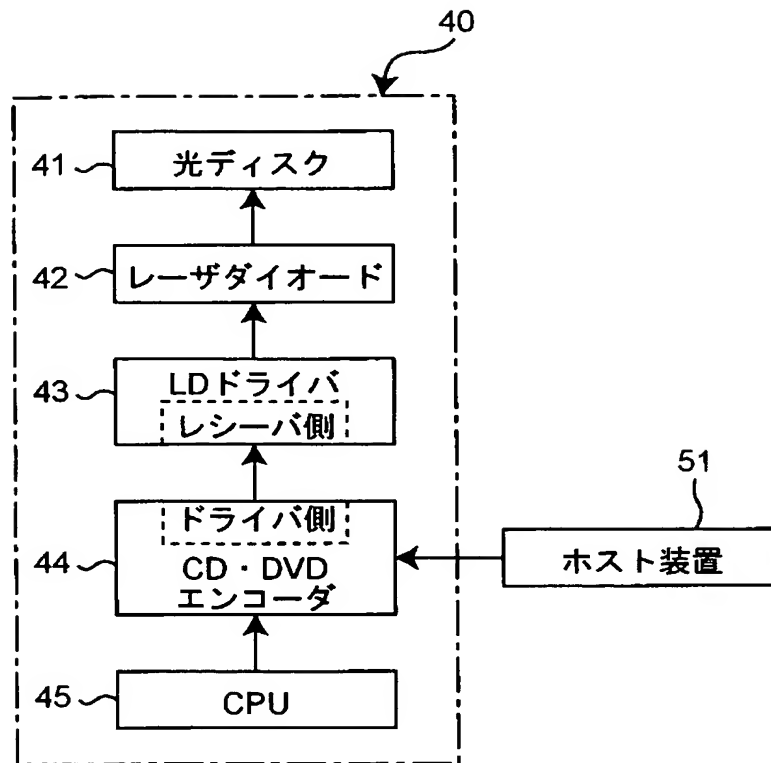 40
41
光ディスク
42
レーザダイオード
43
LDドライバ
レシーバ側
51
ドライバ側
44
CD・DVD
エンコーダ
ホスト装置
45
CPU